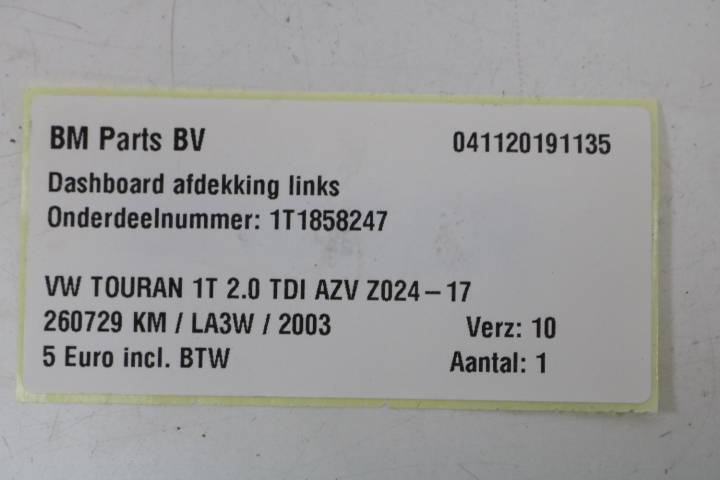 BM Parts BV 041120191135
Dashboard afdekking links
Onderdeelnummer: 1T1858247
VW TOURAN 1T 2.0 TDI AZV Z024-17
260729 KM / LA3W / 2003 Verz: 10
5 Euro incl. BTW Aantal: 1